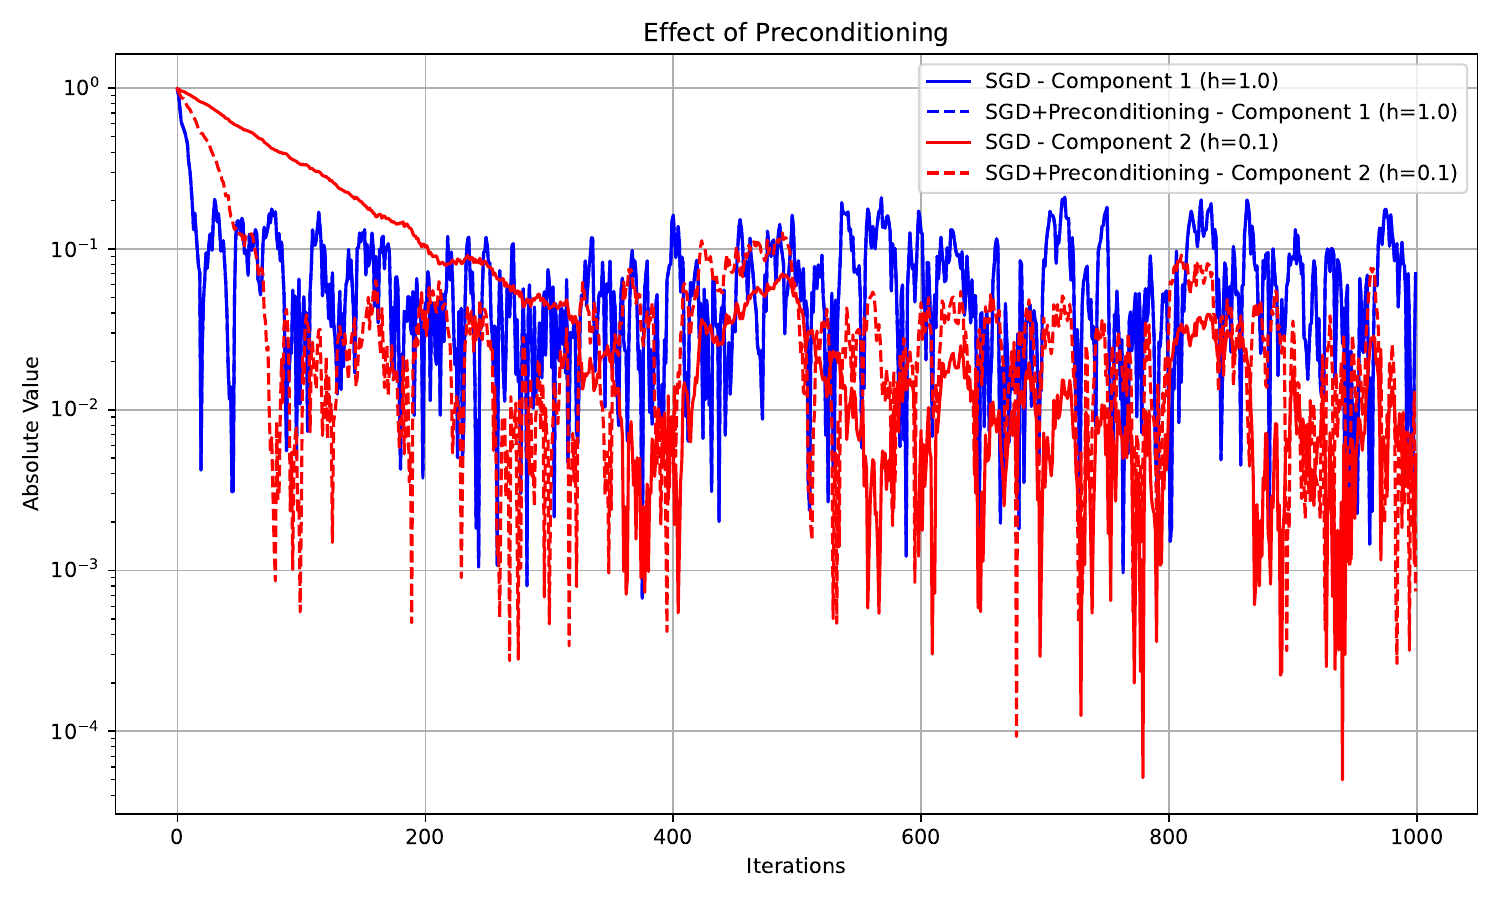 Effect of Preconditioning
SGD - Component 1 (h=1.0)
SGD+Preconditioning - Component 1 (h=1.0)
SGD - Component 2 (h=0.1)
SGD+Preconditioning - Component 2 (h=0.1)
Absolute Value
10⁰
10⁻¹
10⁻²
10⁻³
10⁻⁴
0 200 400 600 800 1000
Iterations